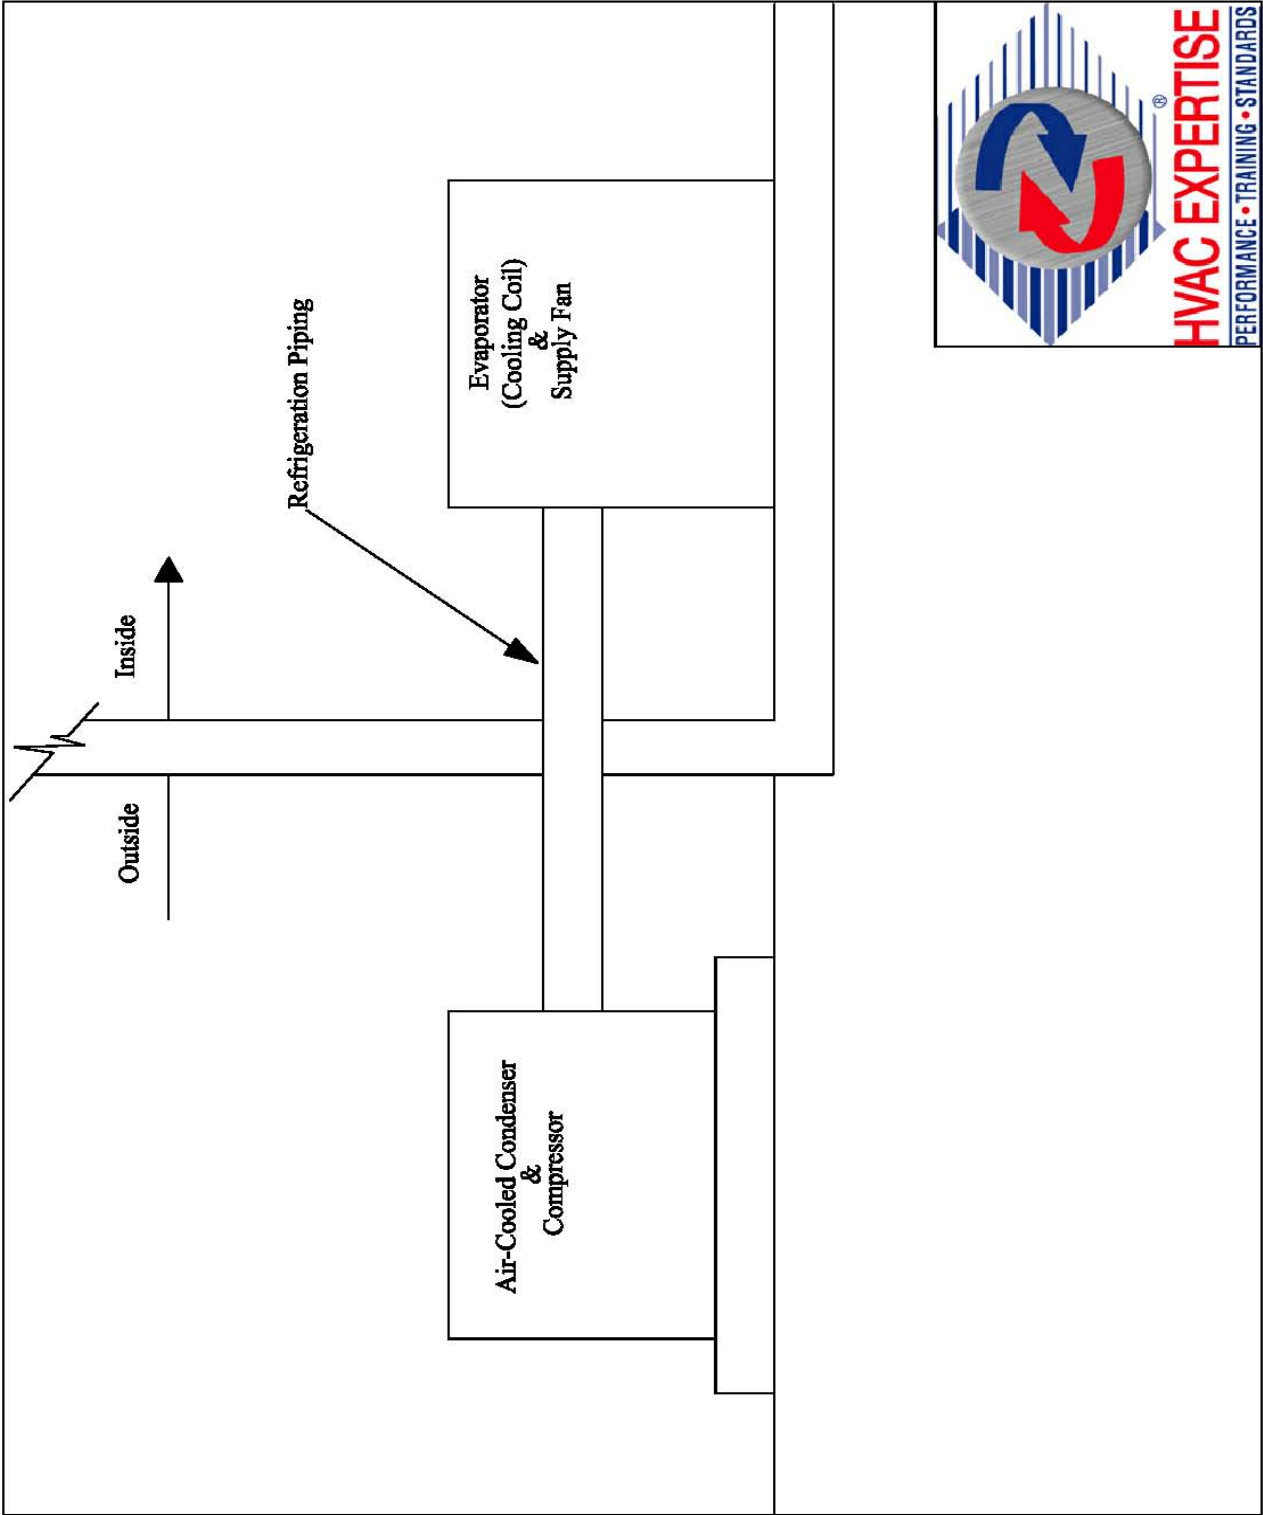 Outside
Inside
Refrigeration Piping
Air-Cooled Condenser
&
Compressor
Evaporator
(Cooling Coil)
&
Supply Fan
®
HVAC EXPERTISE
PERFORMANCE • TRAINING • STANDARDS